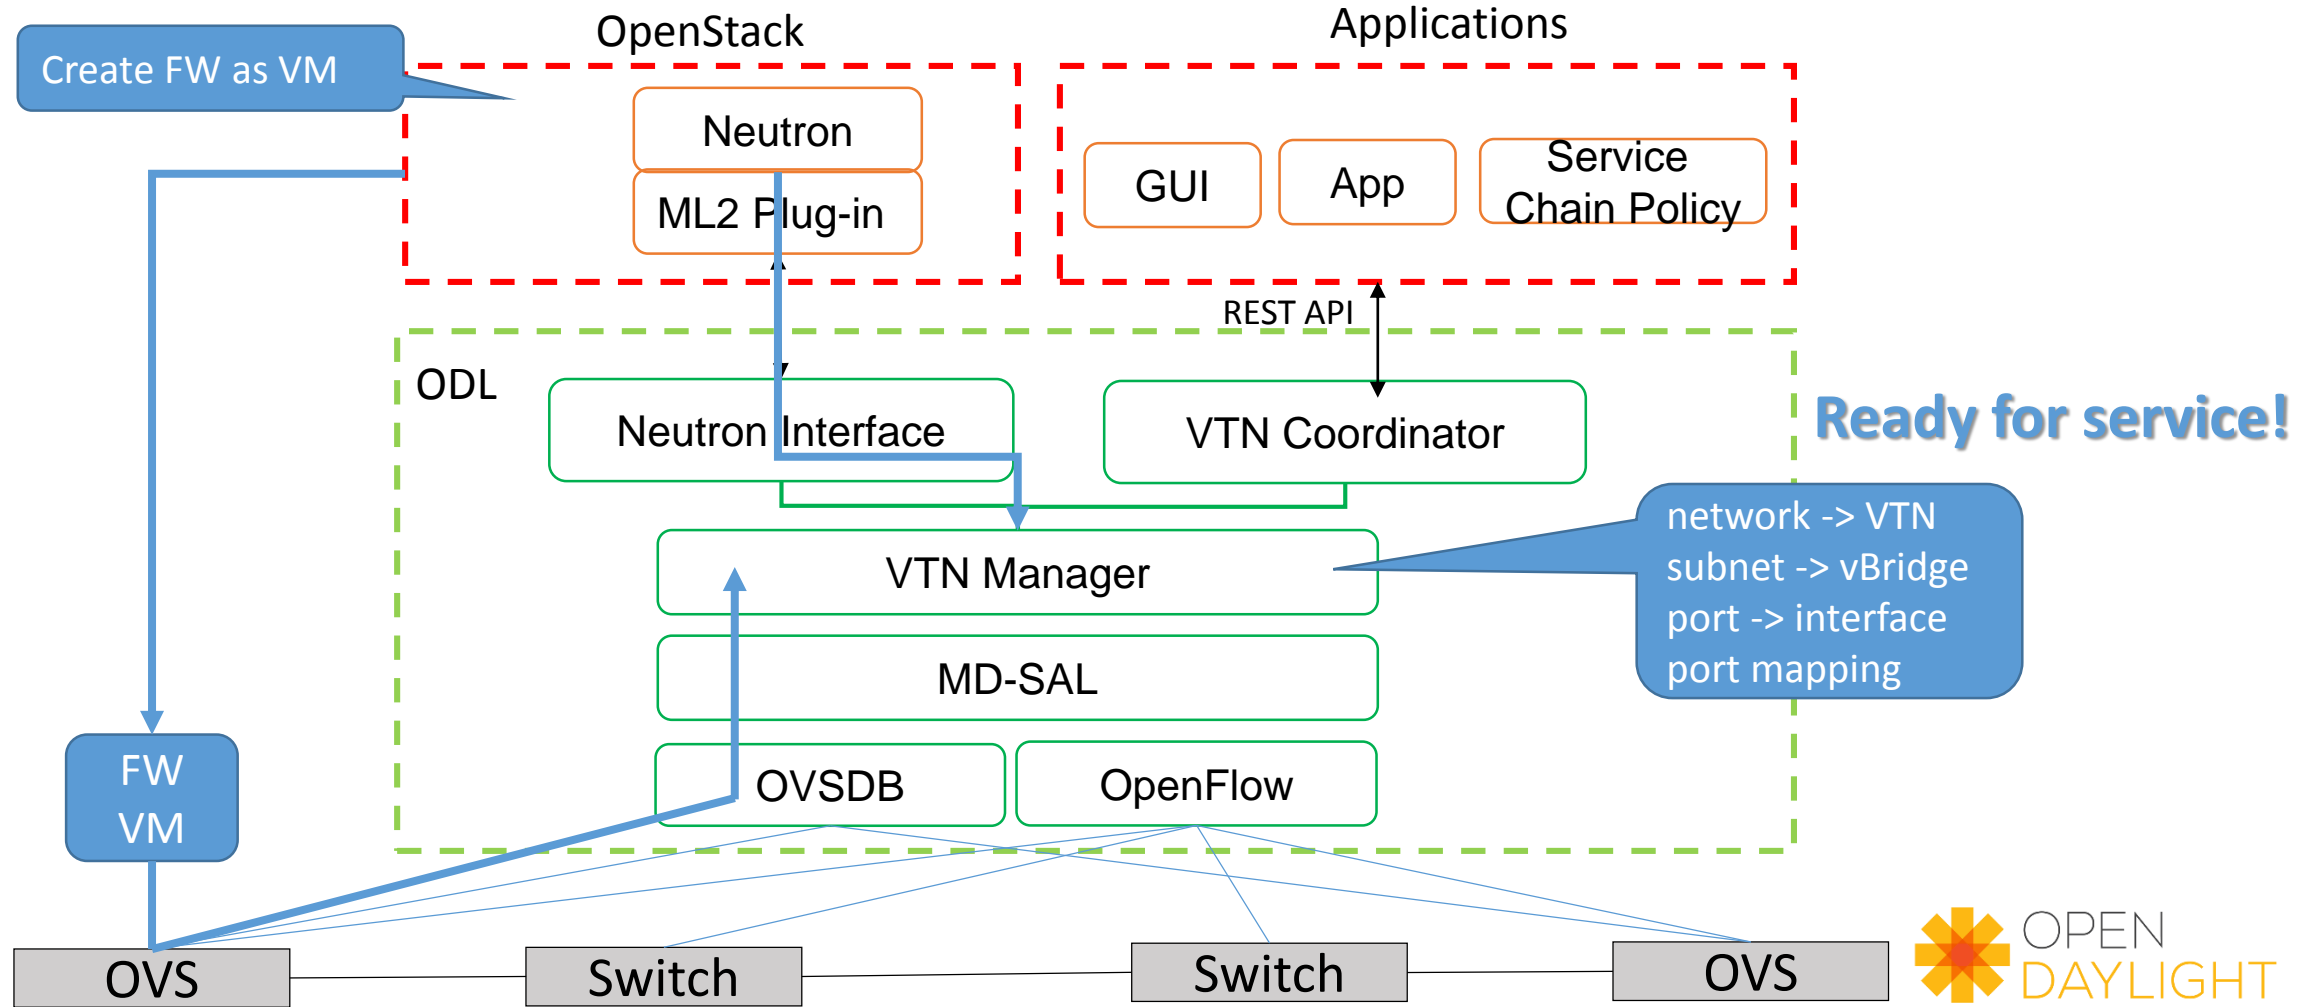 OpenStack
Applications
Create FW as VM
Neutron
ML2 Plug-in
GUI
App
Service
Chain Policy
REST API
ODL
Neutron Interface
VTN Coordinator
Ready for service!
VTN Manager
network -> VTN
subnet -> vBridge
port -> interface
port mapping
MD-SAL
OVSDB
OpenFlow
FW
VM
OVS
Switch
Switch
OVS
OPEN
DAYLIGHT